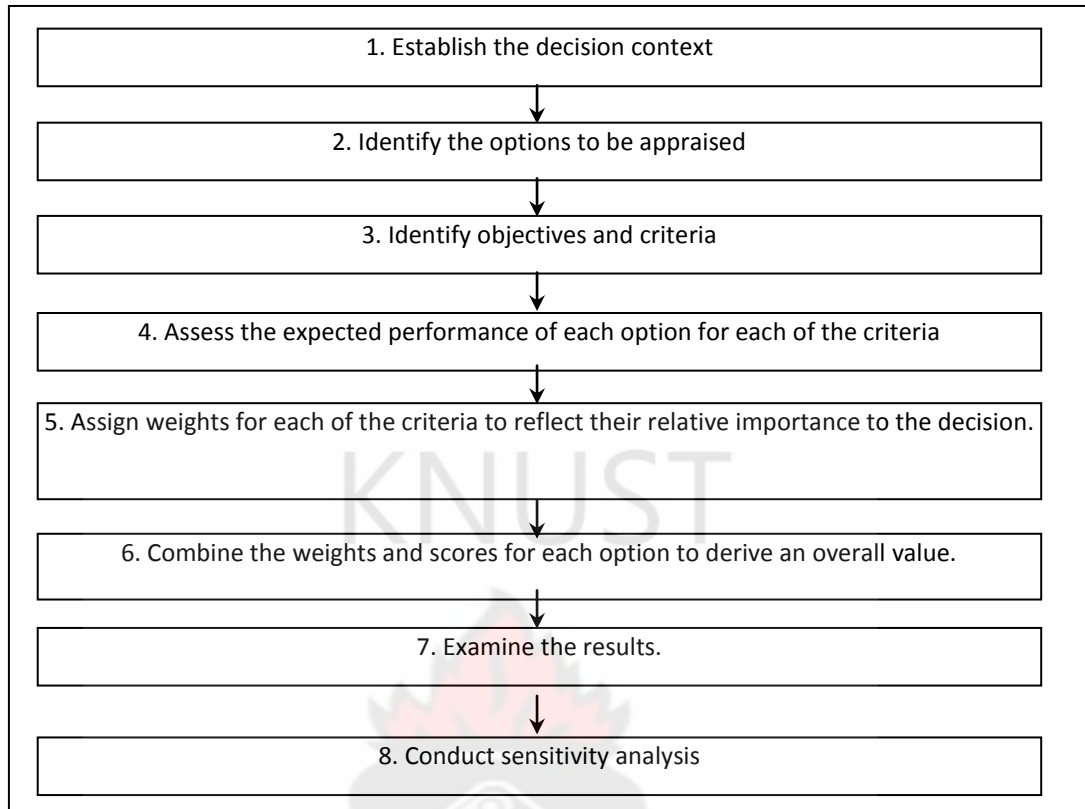 1. Establish the decision context
2. Identify the options to be appraised
3. Identify objectives and criteria
4. Assess the expected performance of each option for each of the criteria
5. Assign weights for each of the criteria to reflect their relative importance to the decision.
KNUST
6. Combine the weights and scores for each option to derive an overall value.
7. Examine the results.
8. Conduct sensitivity analysis